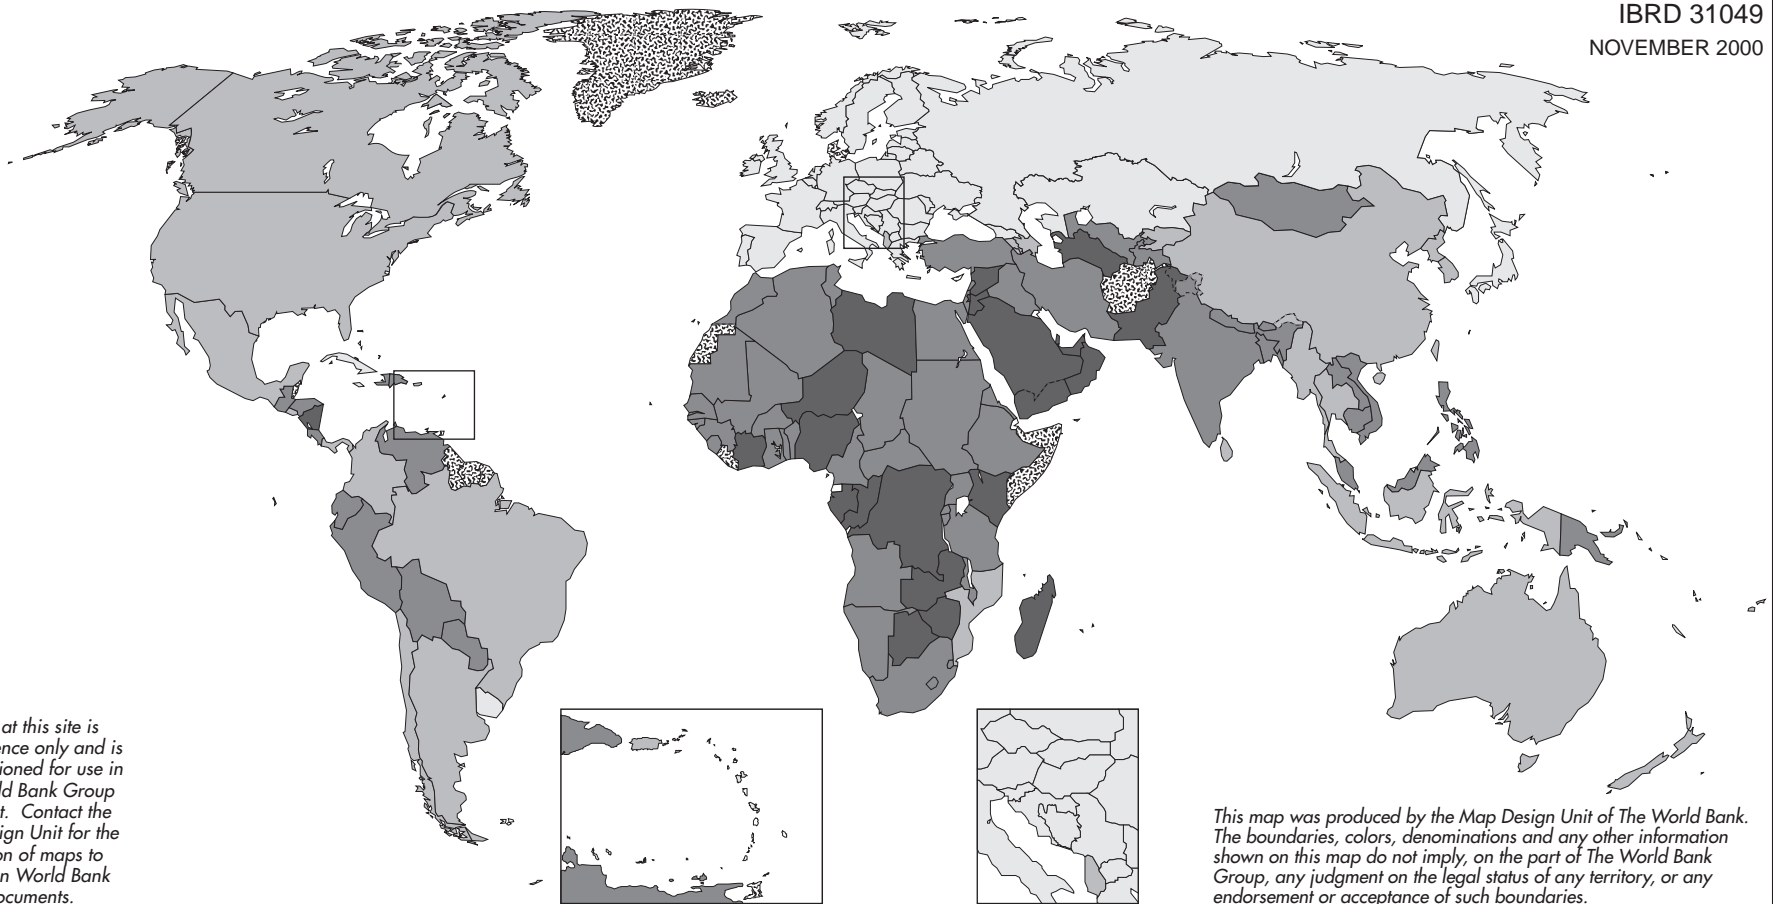 IBRD 31049
NOVEMBER 2000
at this site is
ence only and is
ioned for use in
ld Bank Group
t. Contact the
ign Unit for the
on of maps to
n World Bank
ocuments.
This map was produced by the Map Design Unit of The World Bank.
The boundaries, colors, denominations and any other information
shown on this map do not imply, on the part of The World Bank
Group, any judgment on the legal status of any territory, or any
endorsement or acceptance of such boundaries.